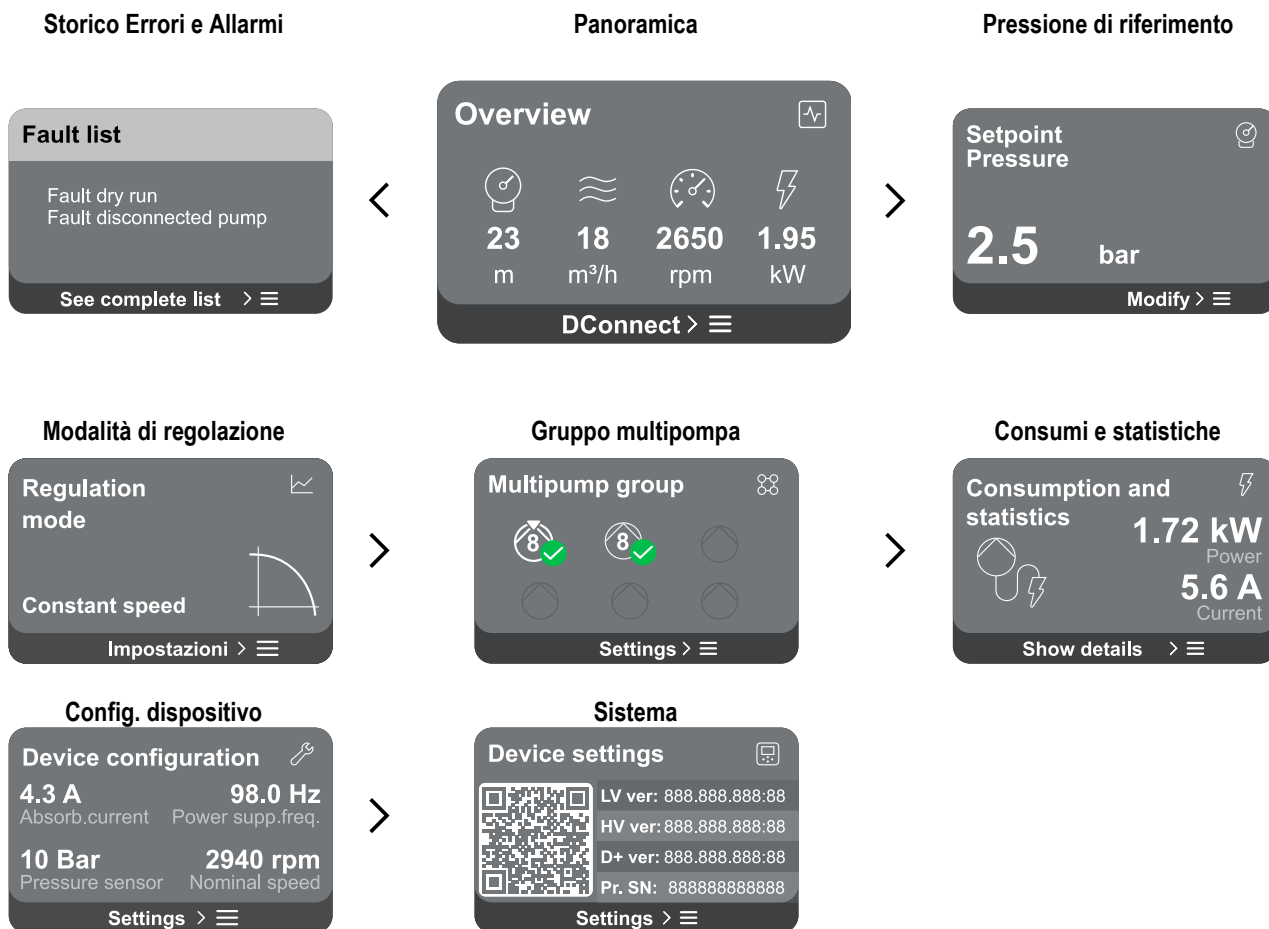 Storico Errori e Allarmi
Panoramica
Pressione di riferimento
Fault list
Fault dry run
Fault disconnected pump
See complete list
Overview
23
18
2650
1.95
m
m³/h
rpm
kW
DConnect
Setpoint
Pressure
2.5 bar
Modify
Modalità di regolazione
Gruppo multipompa
Consumi e statistiche
Regulation
mode
Constant speed
Impostazioni
Multipump group
8
8
Settings
Consumption and
statistics
1.72 kW
Power
5.6 A
Current
Show details
Config. dispositivo
Sistema
Device configuration
4.3 A
98.0 Hz
Absorb.current
Power supp.freq.
10 Bar
2940 rpm
Pressure sensor
Nominal speed
Settings
Device settings
LV ver: 888.888.888:88
HV ver: 888.888.888:88
D+ ver: 888.888.888:88
Pr. SN: 888888888888
Settings